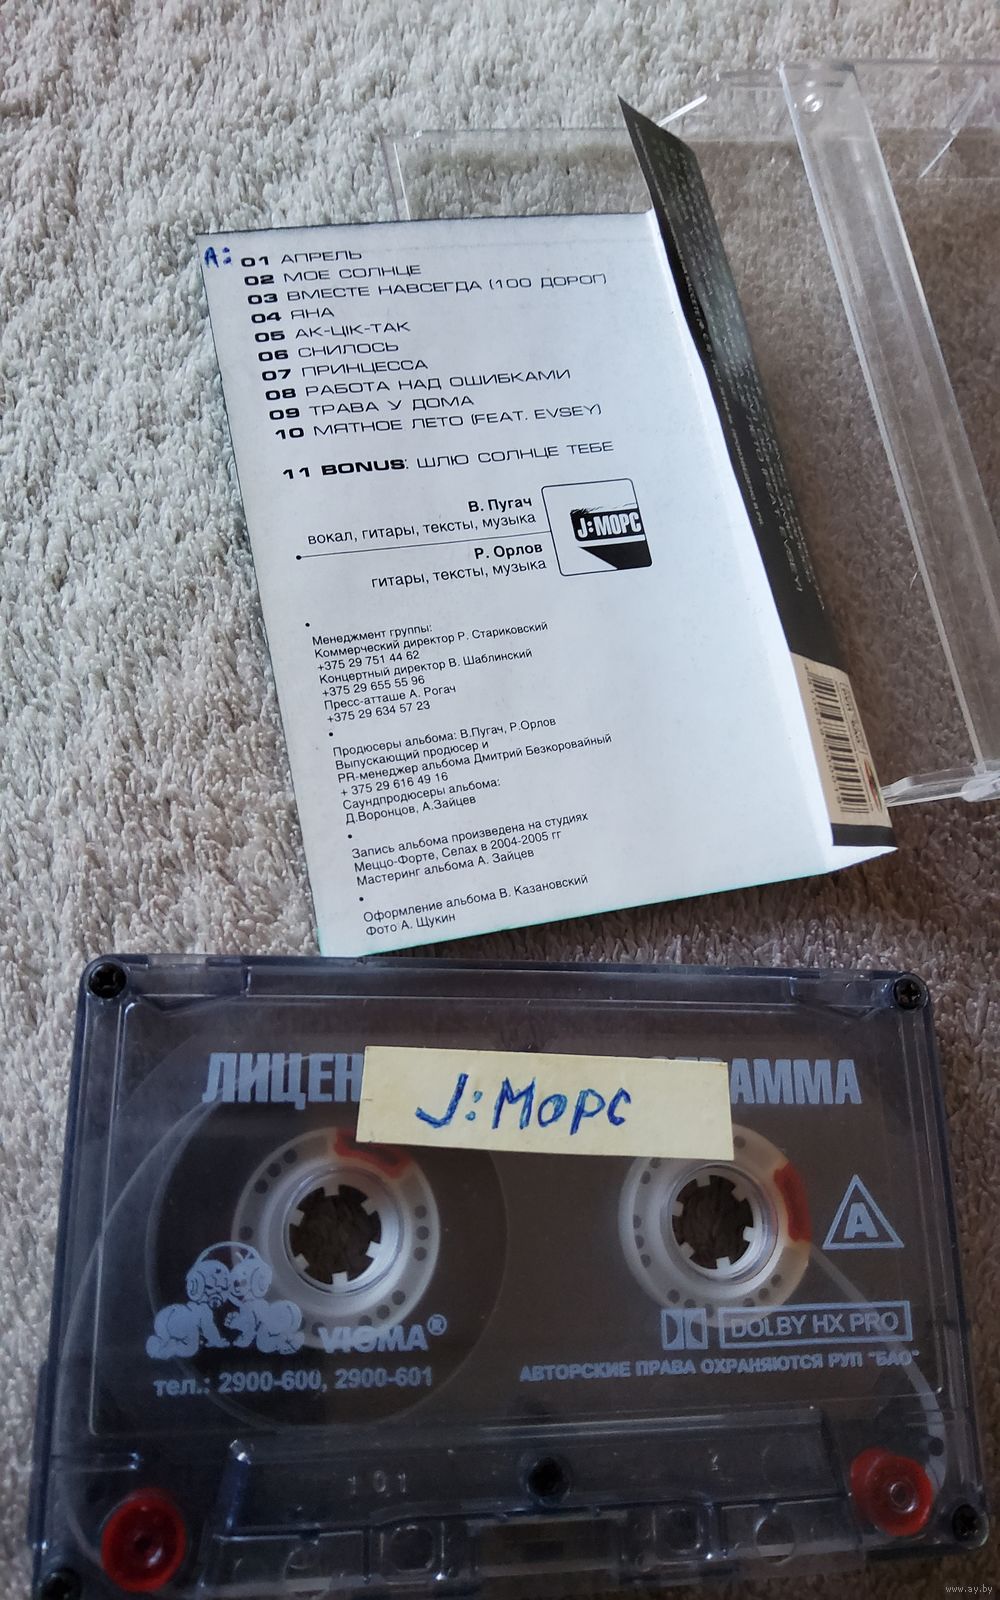 A:
01 АПРЕЛЬ
02 МОЕ СОЛНЦЕ
03 ВМЕСТЕ НАВСЕГДА (100 ДОРОГ)
04 ЯНА
05 АК-ЦІК-ТАК
06 СНИЛОСЬ
07 ПРИНЦЕССА
08 РАБОТА НАД ОШИБКАМИ
09 ТРАВА У ДОМА
10 МЯТНОЕ ЛЕТО (FEAT. EVSEY)
11 BONUS: ШЛЮ СОЛНЦЕ ТЕБЕ
В. Пугач
вокал, гитары, тексты, музыка
Р. Орлов
гитары, тексты, музыка
J:МОРС
Менеджмент группы:
Коммерческий директор Р. Стариковский
+375 29 751 44 62
Концертный директор В. Шаблинский
+375 29 655 55 96
Пресс-атташе А. Рогач
+375 29 634 57 23
Продюсеры альбома: В.Пугач, Р.Орлов
Выпускающий продюсер и
PR-менеджер альбома Дмитрий Безкоровайный
+ 375 29 616 49 16
Саундпродюсеры альбома:
Д.Воронцов, А.Зайцев
Запись альбома произведена на студиях
Меццо-Форте, Селах в 2004-2005 гг
Мастеринг альбома А. Зайцев
Оформление альбома В. Казановский
Фото А. Щукин
ЛИЦЕН АММА
J:Морс
A
VIGMA®
DOLBY HX PRO
тел.: 2900-600, 2900-601
АВТОРСКИЕ ПРАВА ОХРАНЯЮТСЯ РУП "БАО"
101
www.ay.by